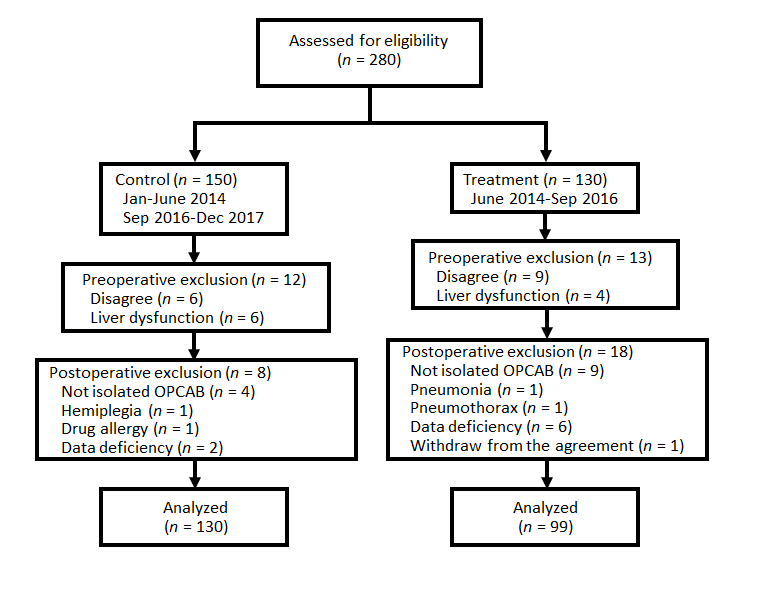 Assessed for eligibility
(n = 280)
Control (n = 150)
Jan-June 2014
Sep 2016-Dec 2017
Preoperative exclusion (n = 12)
Disagree (n = 6)
Liver dysfunction (n = 6)
Postoperative exclusion (n = 8)
Not isolated OPCAB (n = 4)
Hemiplegia (n = 1)
Drug allergy (n = 1)
Data deficiency (n = 2)
Analyzed
(n = 130)
Treatment (n = 130)
June 2014-Sep 2016
Preoperative exclusion (n = 13)
Disagree (n = 9)
Liver dysfunction (n = 4)
Postoperative exclusion (n = 18)
Not isolated OPCAB (n = 9)
Pneumonia (n = 1)
Pneumothorax (n = 1)
Data deficiency (n = 6)
Withdraw from the agreement (n = 1)
Analyzed
(n = 99)